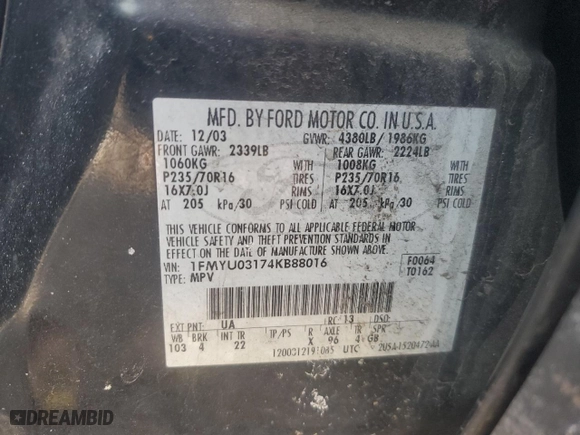 MFD. BY FORD MOTOR CO. IN U.S.A.
DATE: 12/03 GVWR: 4380LB/1986KG
FRONT GAWR: 2339LB REAR GAWR: 2224LB
1060KG WITH 1008KG WITH
P235/70R16 TIRES P235/70R16 TIRES
16X7.0J RIMS 16X7.0J RIMS
AT 205 kPa/30 PSI COLD AT 205 kPa/30 PSI COLD
THIS VEHICLE CONFORMS TO ALL APPLICABLE FEDERAL MOTOR
VEHICLE SAFETY AND THEFT PREVENTION STANDARDS IN
EFFECT ON THE DATE OF MANUFACTURE SHOWN ABOVE
VIN: 1FMYU03174KB88016 F0064
TYPE: MPV T0162
EXT PNT: UA RC: 13 DSO:
WB BRK INT TR TP/PS R AXLE TR SPR
103 4 22 X 96 4 GB
UTC
DREAMBID